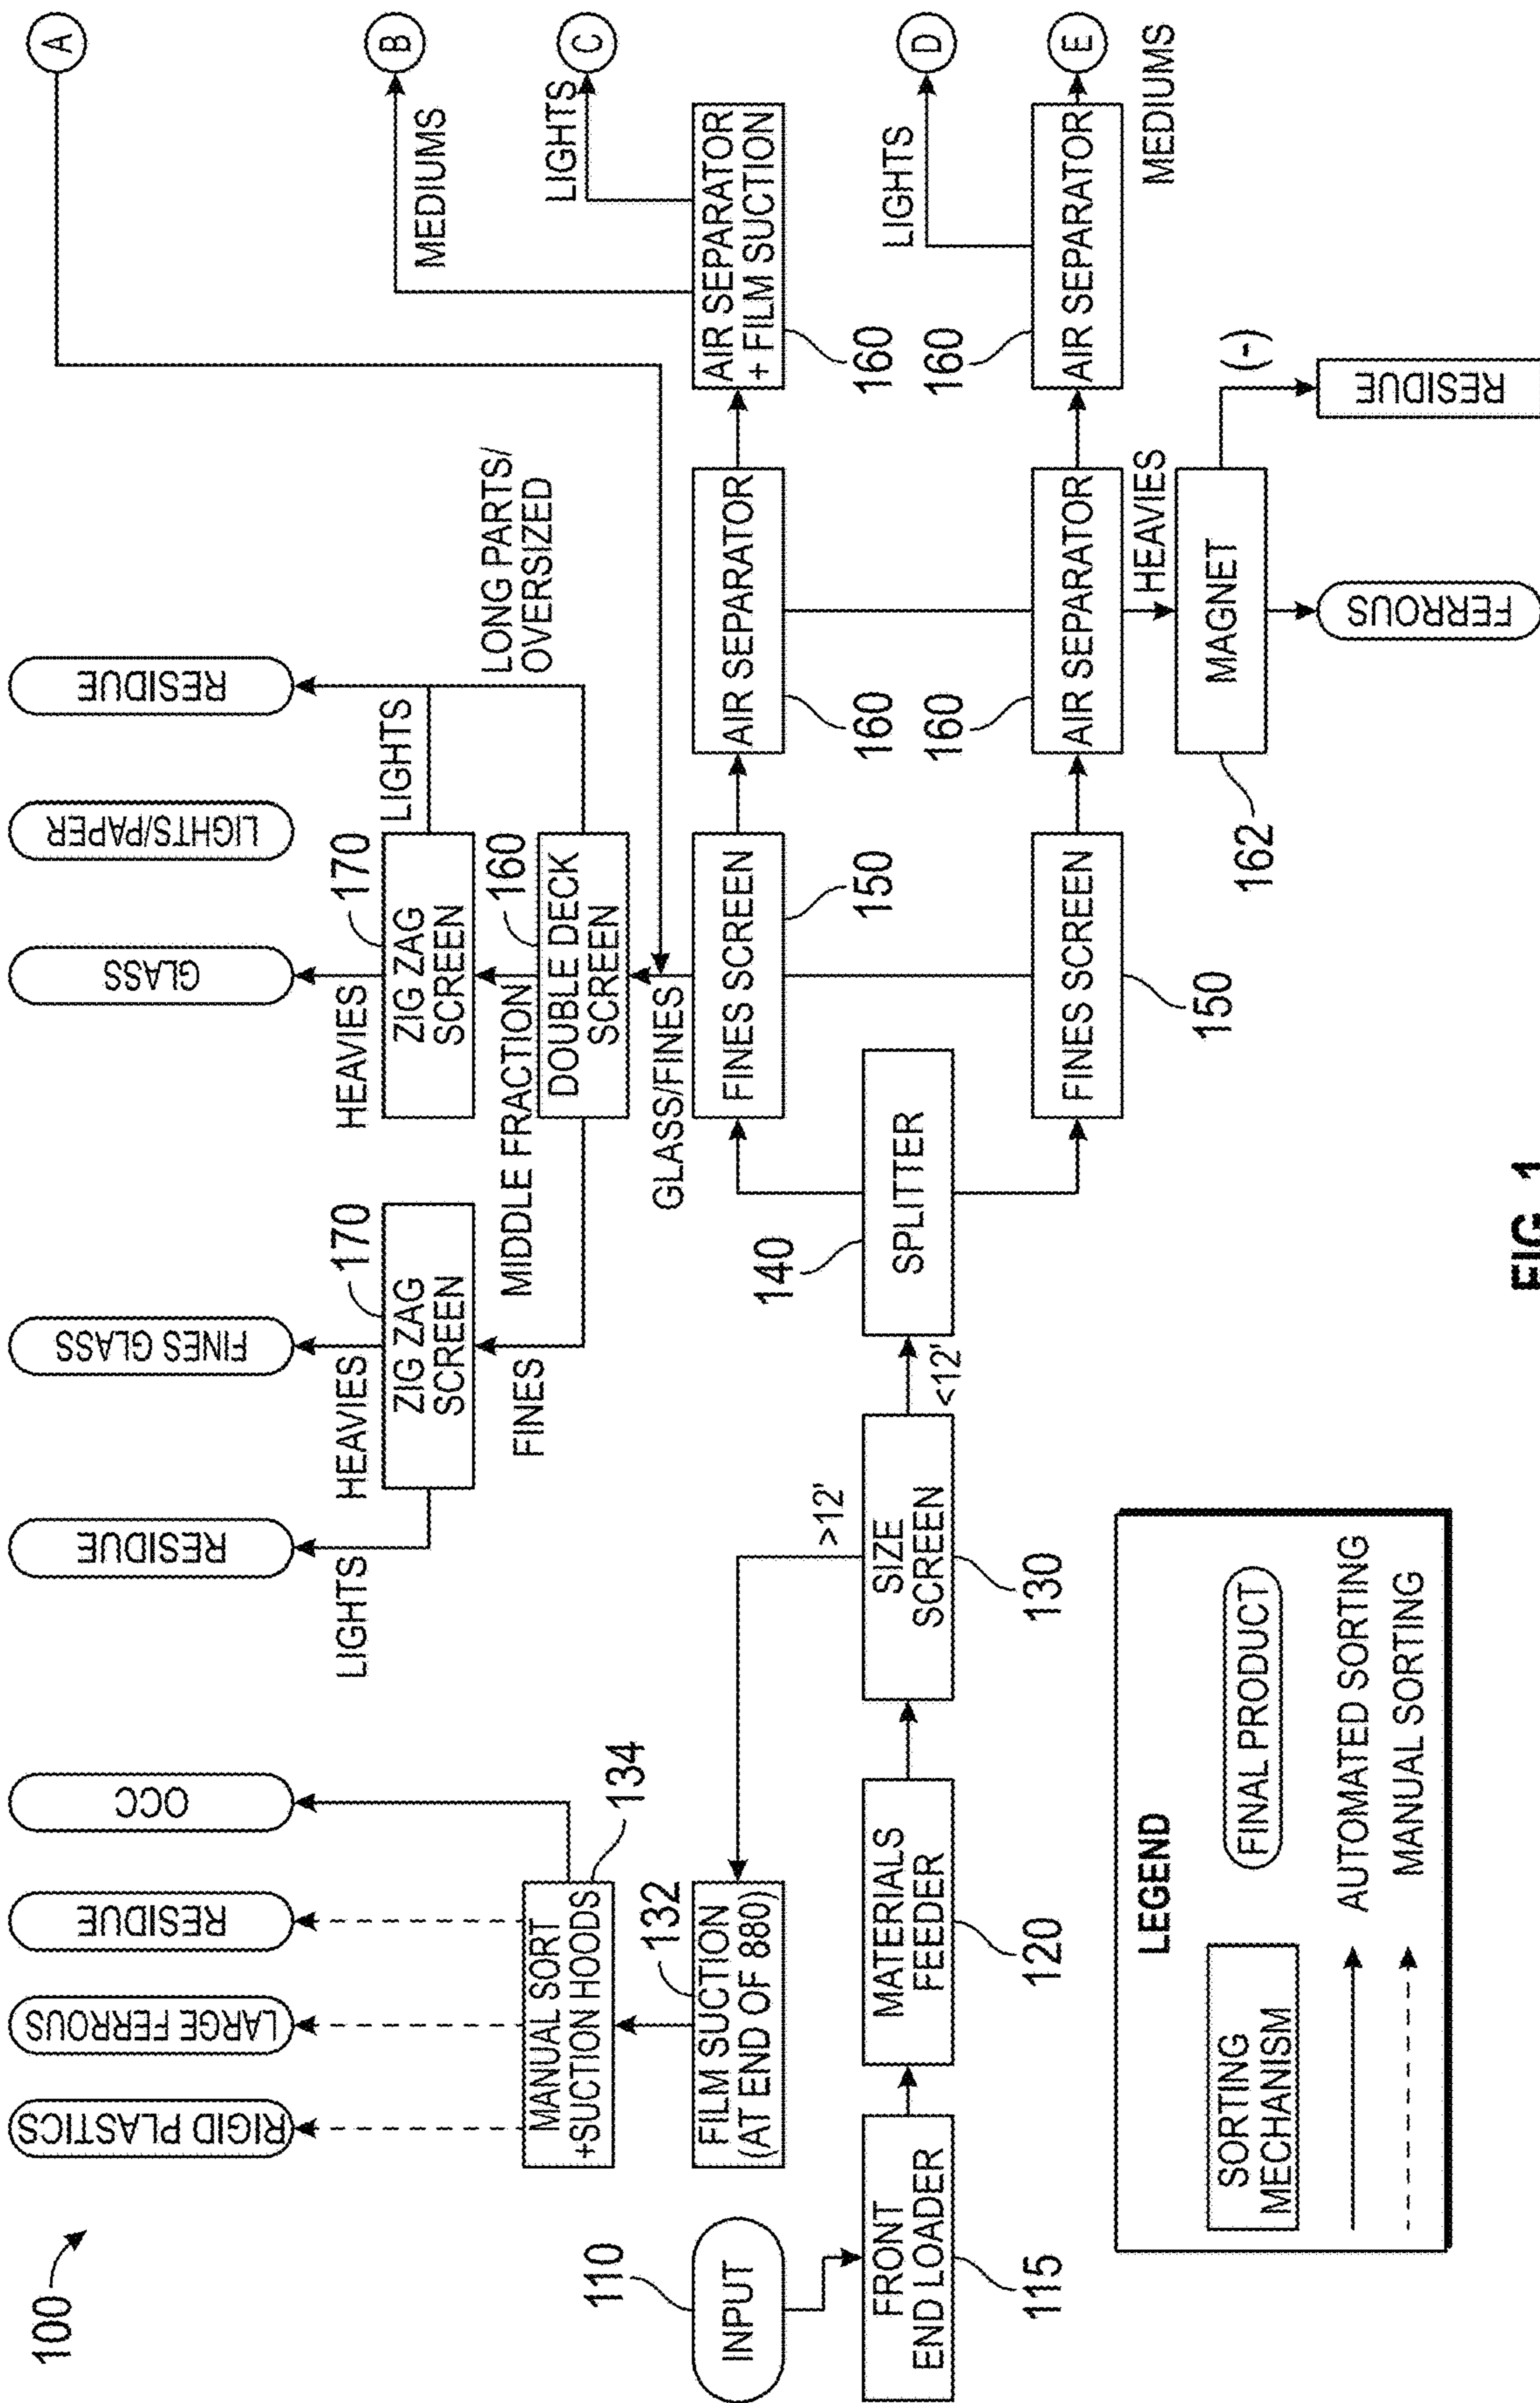 100
RIGID PLASTICS
LARGE FERROUS
RESIDUE
OCC
RESIDUE
FINES GLASS
GLASS
LIGHTS/PAPER
RESIDUE
A
B
C
D
E
MANUAL SORT
+SUCTION HOODS
134
FILM SUCTION
(AT END OF 880)
132
LIGHTS
HEAVIES
ZIG ZAG
SCREEN
170
FINES
HEAVIES
ZIG ZAG
SCREEN
170
LIGHTS
MIDDLE FRACTION
DOUBLE DECK
SCREEN
160
LONG PARTS/
OVERSIZED
GLASS/FINES
MEDIUMS
LIGHTS
INPUT
110
FRONT
END LOADER
115
MATERIALS
FEEDER
120
SIZE
SCREEN
130
>12'
<12'
SPLITTER
140
FINES SCREEN
150
AIR SEPARATOR
160
AIR SEPARATOR
+ FILM SUCTION
160
FINES SCREEN
150
AIR SEPARATOR
160
AIR SEPARATOR
160
LIGHTS
MEDIUMS
HEAVIES
MAGNET
162
(-)
FERROUS
RESIDUE
LEGEND
SORTING
MECHANISM
FINAL PRODUCT
AUTOMATED SORTING
MANUAL SORTING
FIG. 1